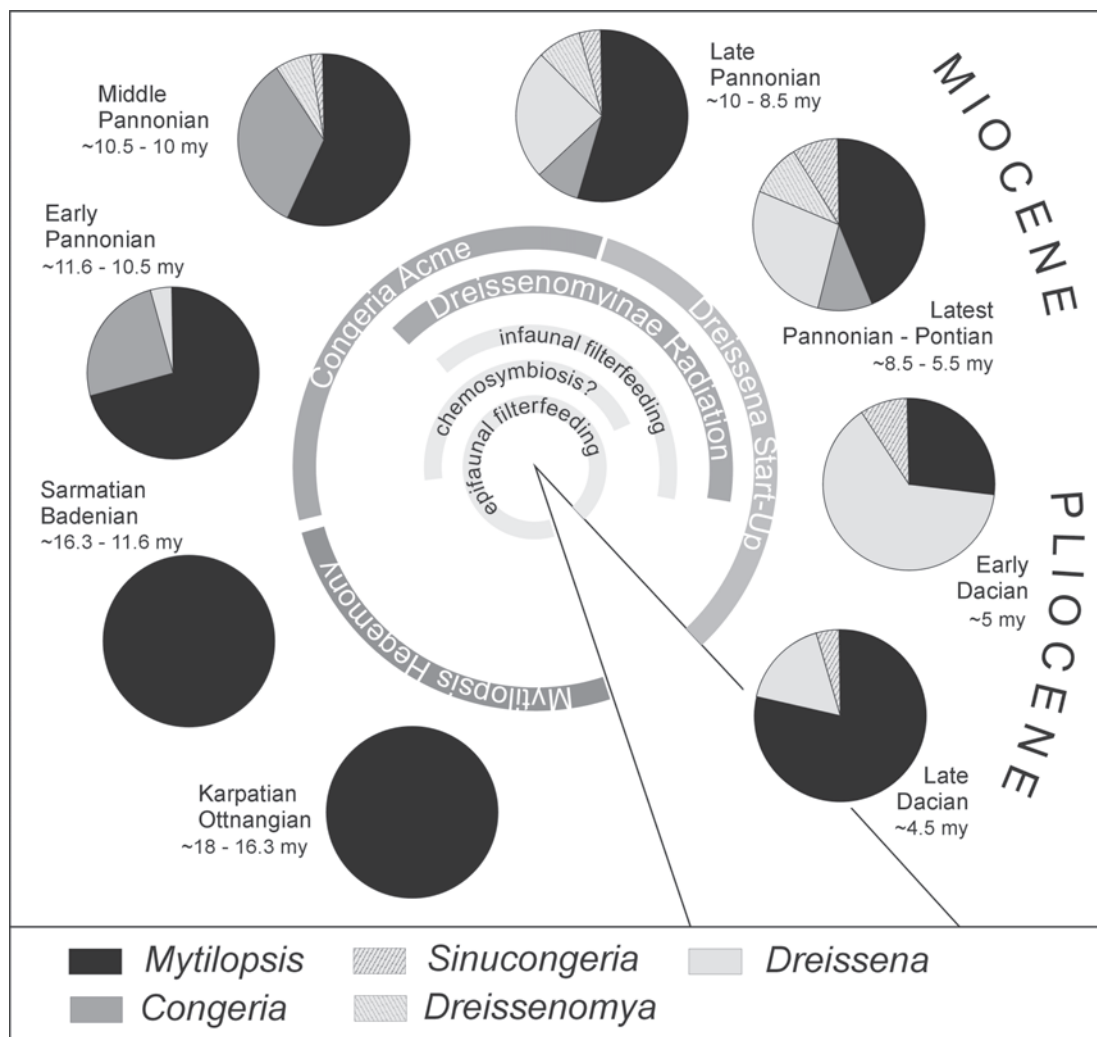 Middle
Pannonian
~10.5 - 10 my
Late
Pannonian
~10 - 8.5 my
MIOCENE
Early
Pannonian
~11.6 - 10.5 my
Latest
Pannonian - Pontian
~8.5 - 5.5 my
Congeria Acme
Dreissenomyinae Radiation
Dreissena Start-Up
infaunal filterfeeding
chemosymbiosis?
epifaunal filterfeeding
Mytilopsis Hegemony
Sarmatian
Badenian
~16.3 - 11.6 my
Early
Dacian
~5 my
PLIOCENE
Karpatian
Ottnangian
~18 - 16.3 my
Late
Dacian
~4.5 my
Mytilopsis
Sinucongeria
Dreissena
Congeria
Dreissenomya